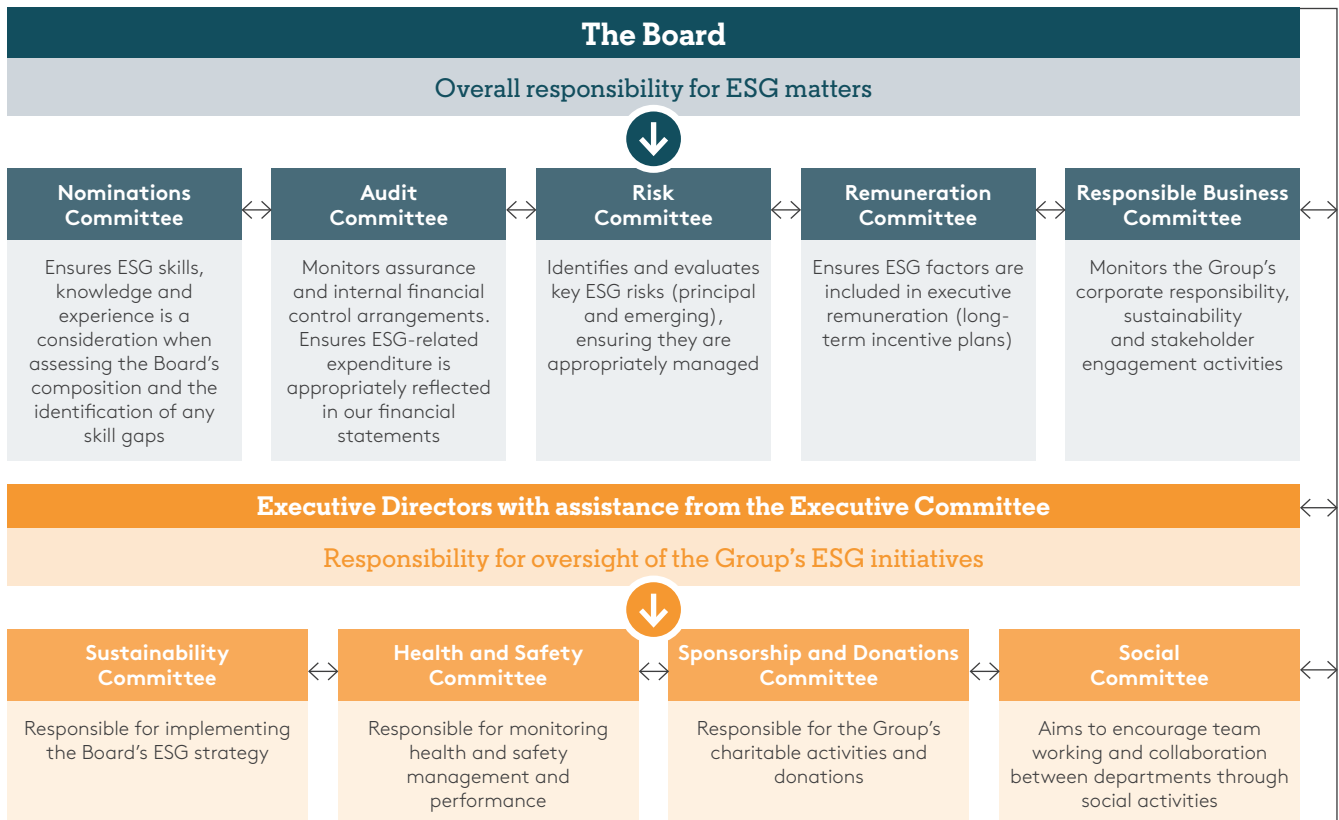 The Board
Overall responsibility for ESG matters
Nominations
Committee
Ensures ESG skills,
knowledge and
experience is a
consideration when
assessing the Board’s
composition and the
identification of any
skill gaps
Audit
Committee
Monitors assurance
and internal financial
control arrangements.
Ensures ESG-related
expenditure is
appropriately reflected
in our financial
statements
Risk
Committee
Identifies and evaluates
key ESG risks (principal
and emerging),
ensuring they are
appropriately managed
Remuneration
Committee
Ensures ESG factors are
included in executive
remuneration (long-
term incentive plans)
Responsible Business
Committee
Monitors the Group’s
corporate responsibility,
sustainability
and stakeholder
engagement activities
Executive Directors with assistance from the Executive Committee
Responsibility for oversight of the Group’s ESG initiatives
Sustainability
Committee
Responsible for implementing
the Board’s ESG strategy
Health and Safety
Committee
Responsible for monitoring
health and safety
management and
performance
Sponsorship and Donations
Committee
Responsible for the Group’s
charitable activities and
donations
Social
Committee
Aims to encourage team
working and collaboration
between departments through
social activities